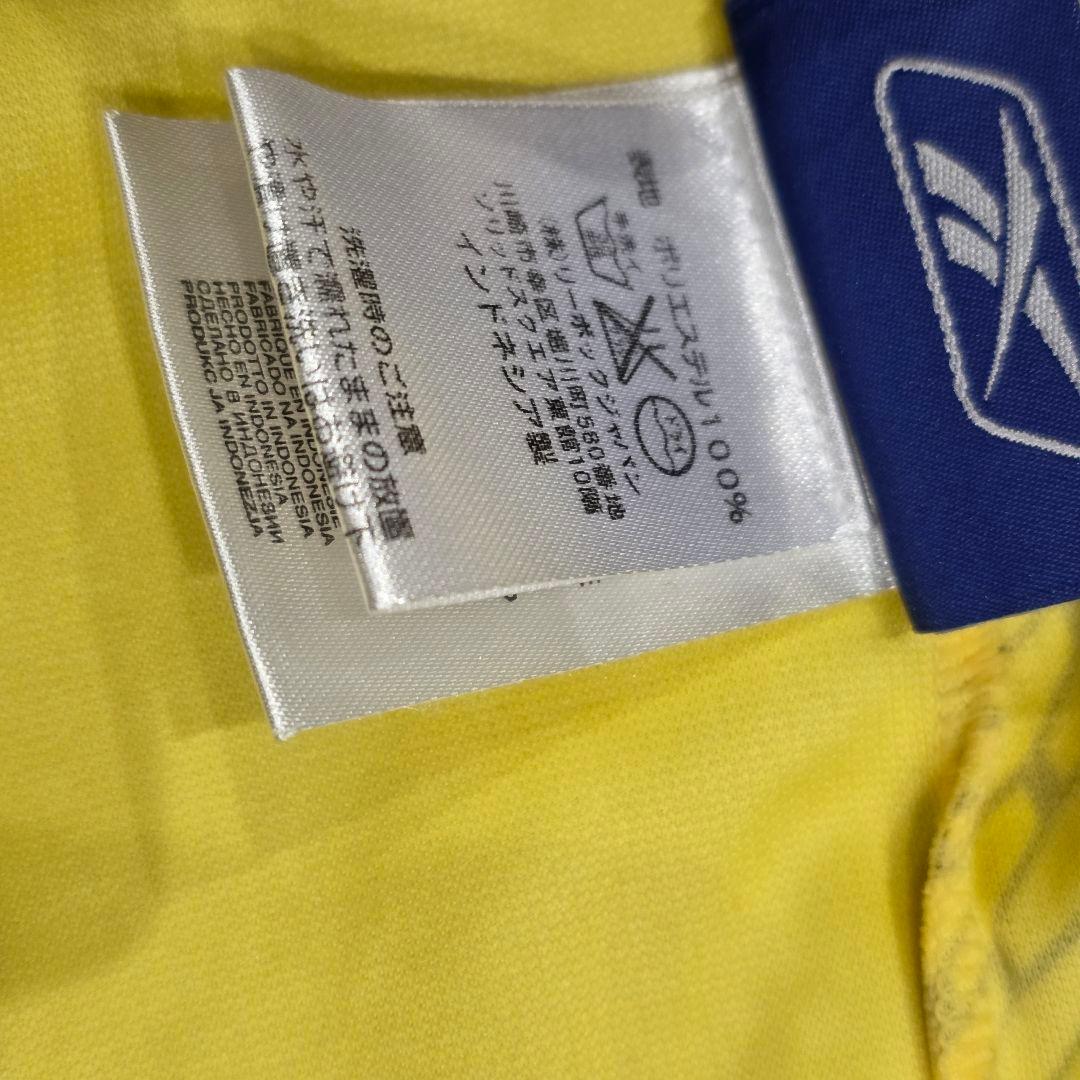 表地 ポリエステル100%
(株)リーボックジャパン
川崎市幸区堀川町580番地
ソリッドスクエア東館10階
インドネシア製
洗濯時のご注意
水や汗で濡れたままの放置
FABRIQUE EN INDONESIE
FABRICADO NA INDONESIA
PRODOTTO IN INDONESIA
HECHO EN INDONESIA
СДЕЛАНО В ИНДОНЕЗИИ
PRODUKC JA INDONEZJA